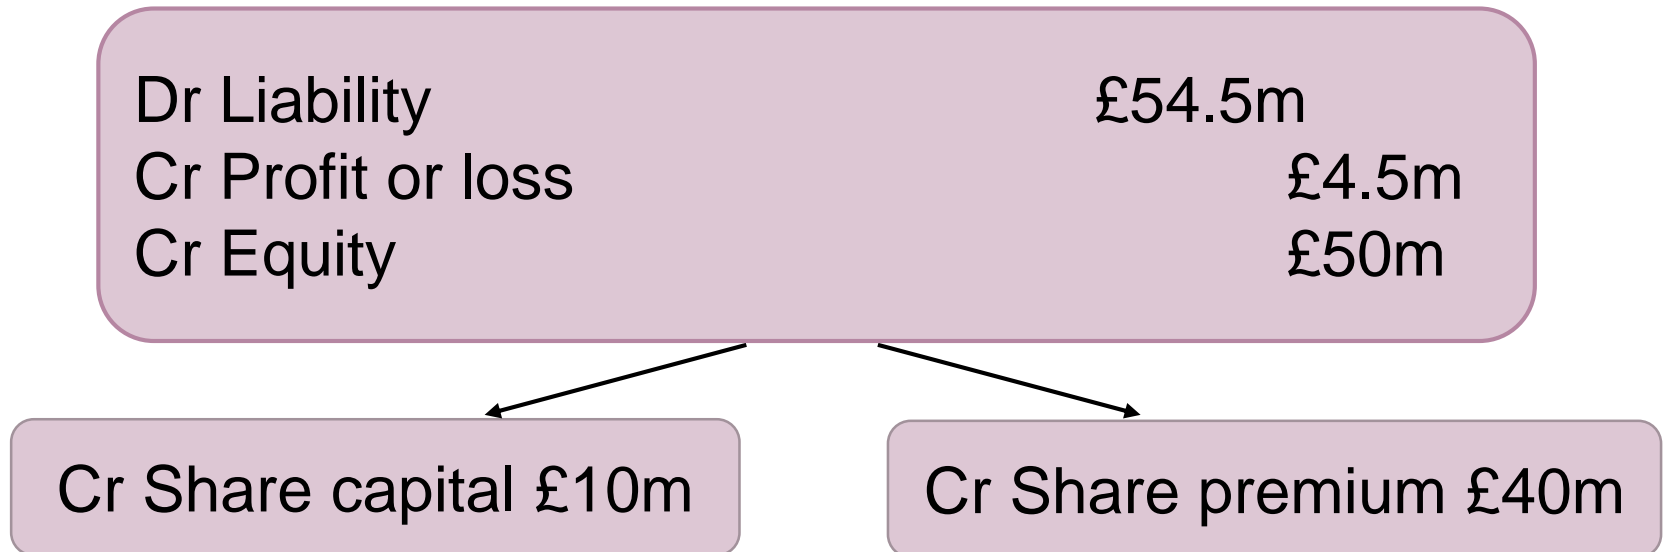 Dr Liability £54.5m
Cr Profit or loss £4.5m
Cr Equity £50m
Cr Share capital £10m
Cr Share premium £40m